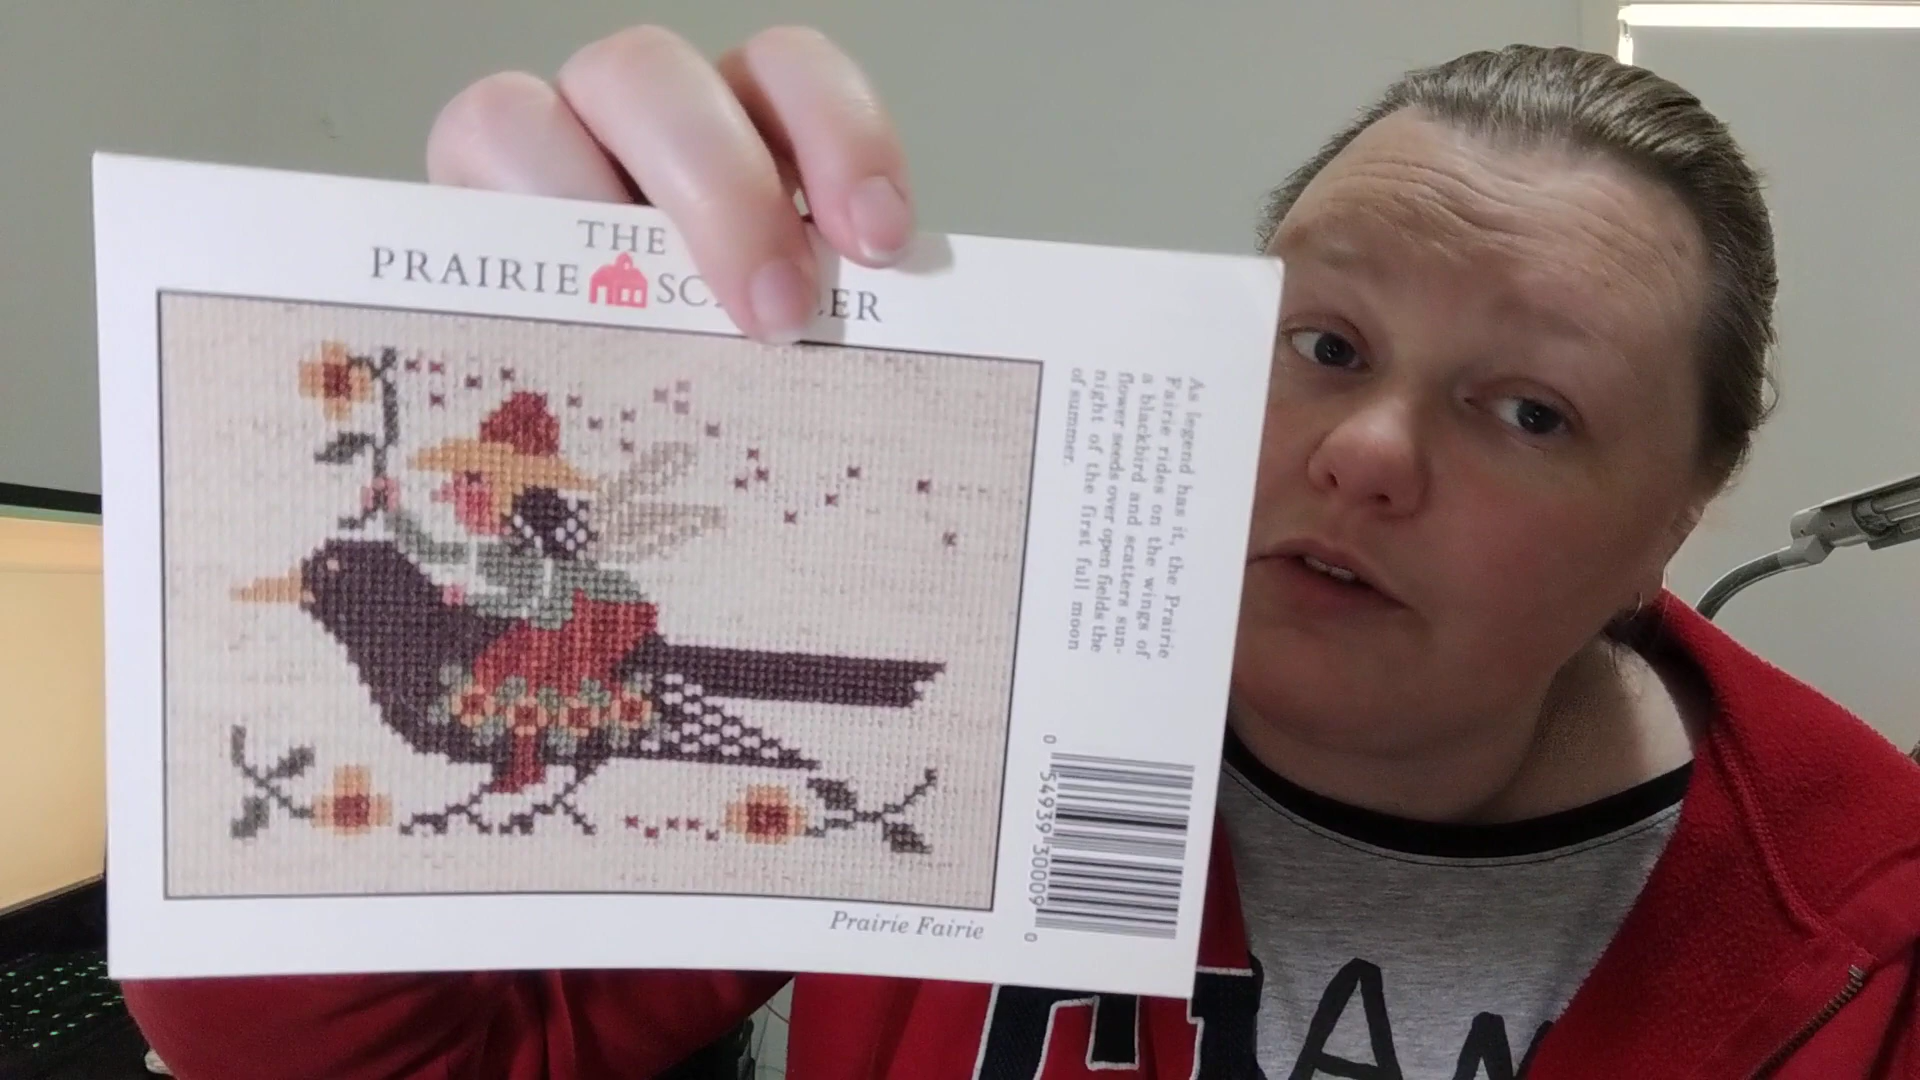 THE
PRAIRIE
As legend has it, the Prairie
Fairie rides on the wings of
a blackbird and scatters sun-
flower seeds over open fields the
night of the first full moon
of summer.
0 54939 30009 0
Prairie Fairie